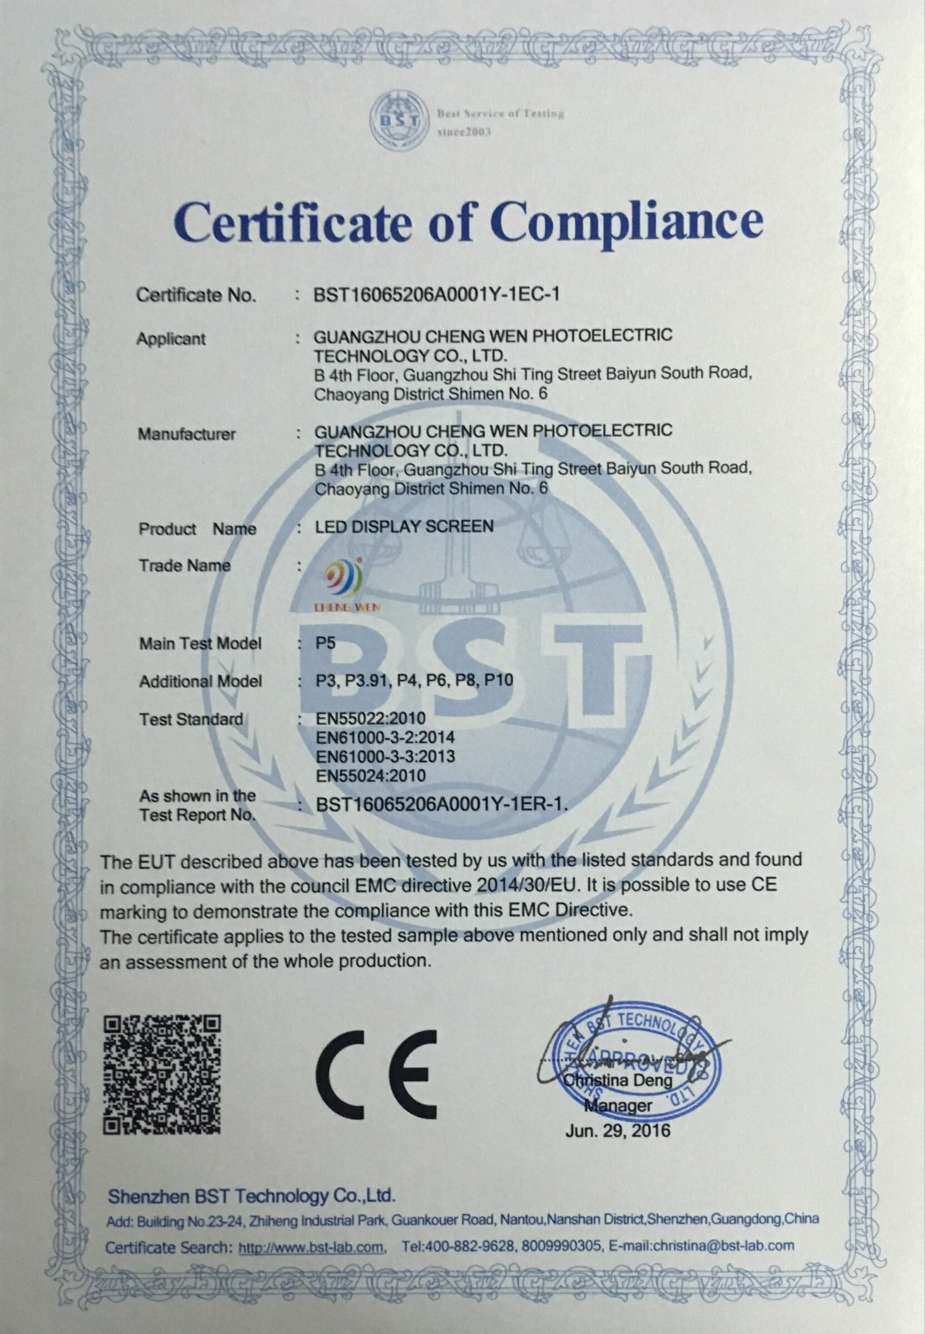 BST
Best Service of Testing
since2003
Certificate of Compliance
Certificate No. : BST16065206A0001Y-1EC-1
Applicant : GUANGZHOU CHENG WEN PHOTOELECTRIC
TECHNOLOGY CO., LTD.
B 4th Floor, Guangzhou Shi Ting Street Baiyun South Road,
Chaoyang District Shimen No. 6
Manufacturer : GUANGZHOU CHENG WEN PHOTOELECTRIC
TECHNOLOGY CO., LTD.
B 4th Floor, Guangzhou Shi Ting Street Baiyun South Road,
Chaoyang District Shimen No. 6
Product Name : LED DISPLAY SCREEN
Trade Name :
CHENG WEN
BST
Main Test Model : P5
Additional Model : P3, P3.91, P4, P6, P8, P10
Test Standard : EN55022:2010
EN61000-3-2:2014
EN61000-3-3:2013
EN55024:2010
As shown in the
Test Report No. : BST16065206A0001Y-1ER-1.
The EUT described above has been tested by us with the listed standards and found
in compliance with the council EMC directive 2014/30/EU. It is possible to use CE
marking to demonstrate the compliance with this EMC Directive.
The certificate applies to the tested sample above mentioned only and shall not imply
an assessment of the whole production.
CE
SHENZHEN BST TECHNOLOGY CO., LTD.
APPROVED
Christina Deng
Manager
Jun. 29, 2016
Shenzhen BST Technology Co.,Ltd.
Add: Building No.23-24, Zhiheng Industrial Park, Guankouer Road, Nantou,Nanshan District,Shenzhen,Guangdong,China
Certificate Search: http://www.bst-lab.com, Tel:400-882-9628, 8009990305, E-mail:christina@bst-lab.com